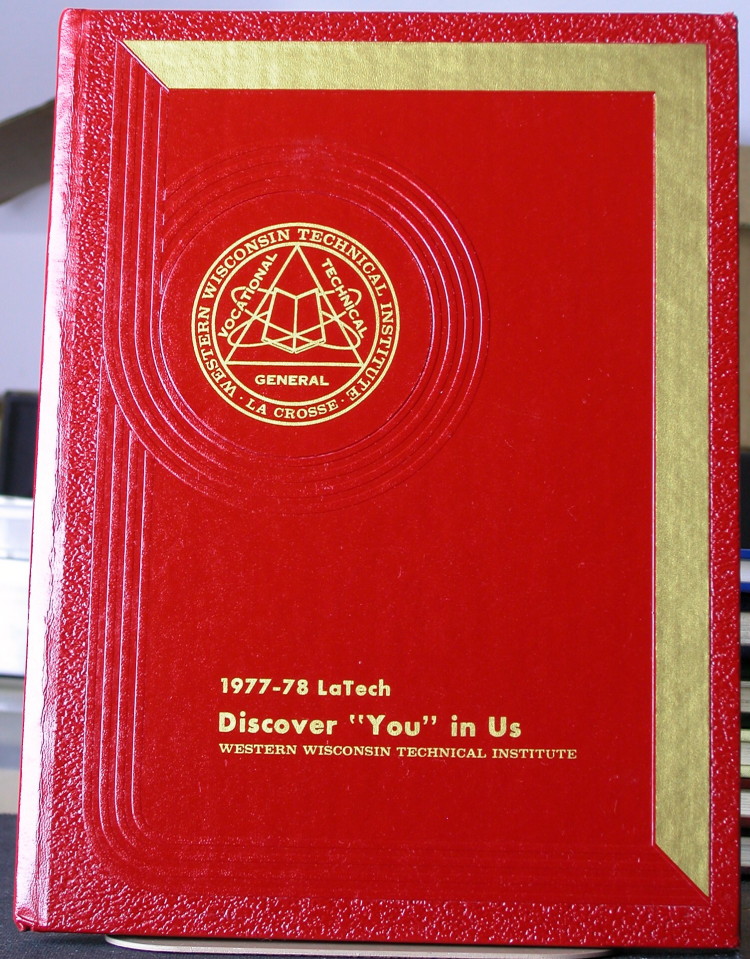 WESTERN WISCONSIN TECHNICAL INSTITUTE
VOCATIONAL
TECHNICAL
GENERAL
· LA CROSSE ·
1977-78 LaTech
Discover "You" in Us
WESTERN WISCONSIN TECHNICAL INSTITUTE